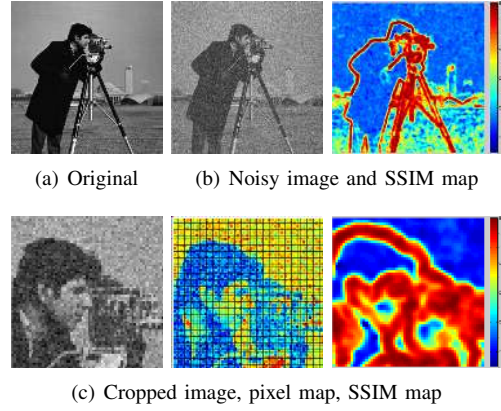 (a) Original
(b) Noisy image and SSIM map
(c) Cropped image, pixel map, SSIM map